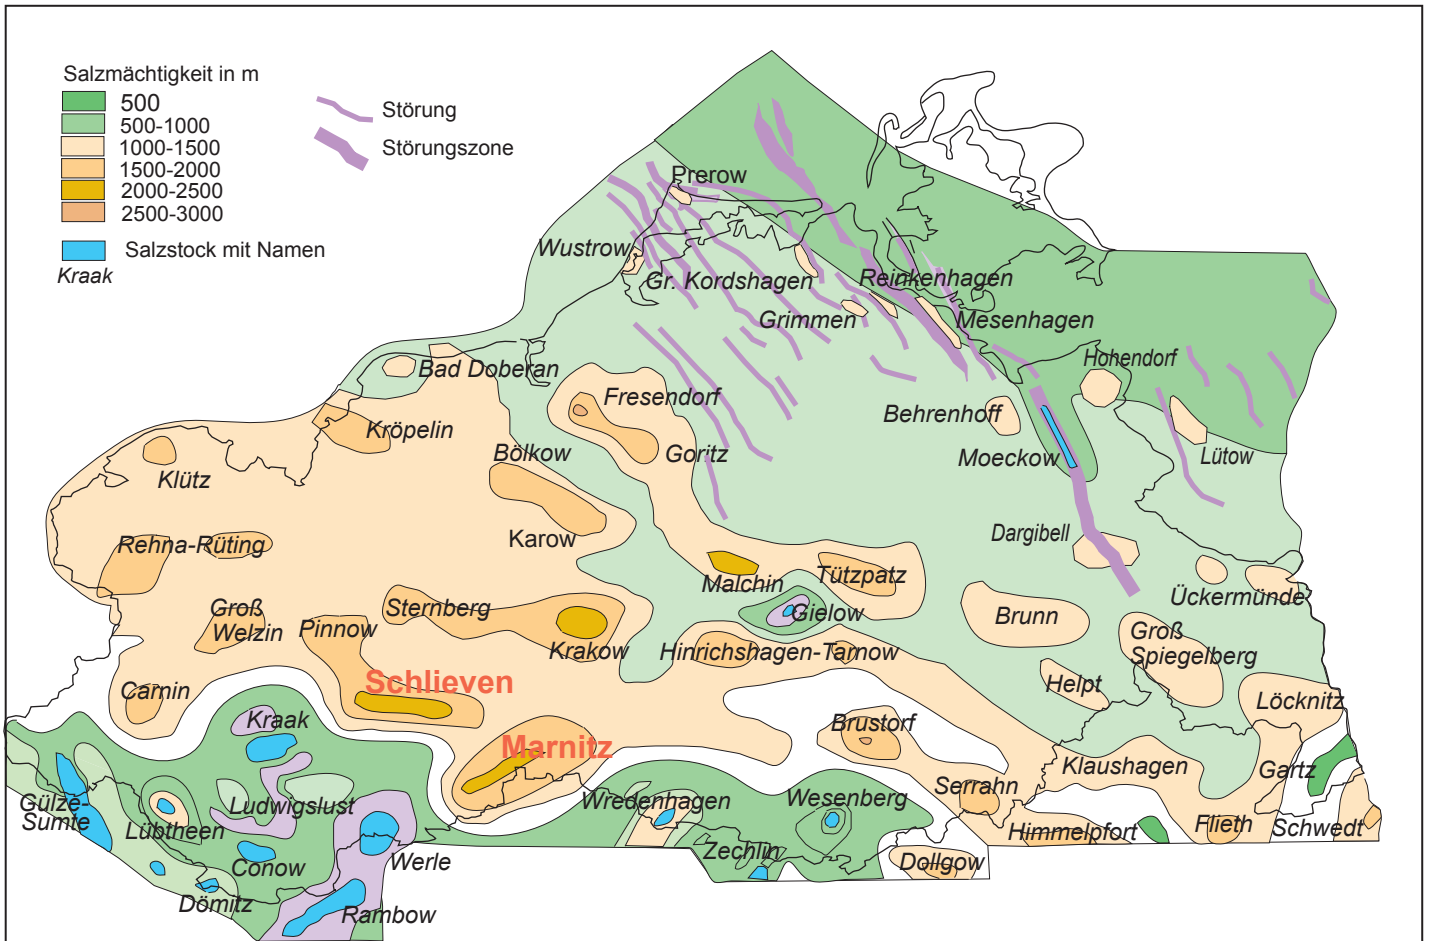 Salzmächtigkeit in m
500
500-1000
1000-1500
1500-2000
2000-2500
2500-3000
Salzstock mit Namen
Kraak
Störung
Störungszone
Prerow
Wustrow
Gr. Kordshagen
Reinkenhagen
Grimmen
Mesenhagen
Hohendorf
Bad Doberan
Fresendorf
Behrenhoff
Kröpelin
Bölkow
Goritz
Moeckow
Lütow
Klütz
Karow
Dargibell
Rehna-Rüting
Malchin
Tützpatz
Ückermünde
Groß
Welzin
Sternberg
Pinnow
Gielow
Brunn
Groß
Spiegelberg
Krakow
Hinrichshagen-Tarnow
Schlieven
Helpt
Carnin
Löcknitz
Kraak
Brustorf
Marnitz
Klaushagen
Gartz
Serrahn
Gülze-
Sumte
Lübtheen
Ludwigslust
Wredenhagen
Wesenberg
Himmelpfort
Flieth
Schwedt
Zechlin
Dollgow
Conow
Werle
Dömitz
Rambow